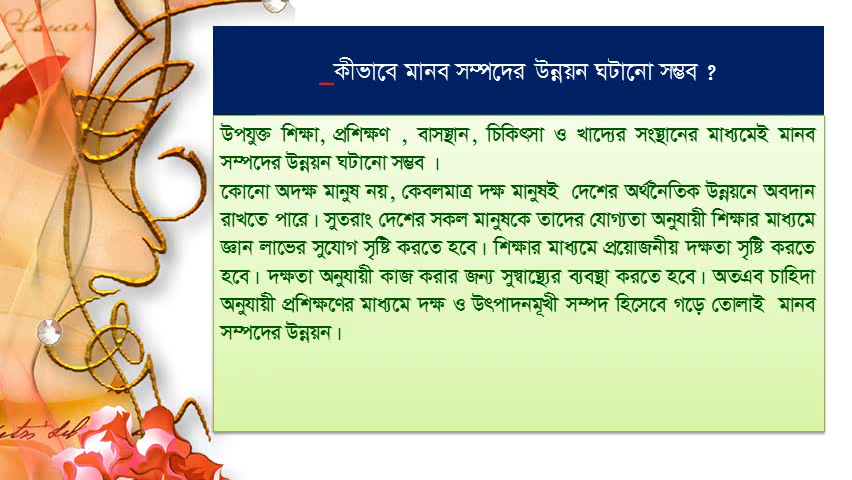 _কীভাবে মানব সম্পদের উন্নয়ন ঘটানো সম্ভব ?
উপযুক্ত শিক্ষা, প্রশিক্ষণ , বাসস্থান, চিকিৎসা ও খাদ্যের সংস্থানের মাধ্যমেই মানব
সম্পদের উন্নয়ন ঘটানো সম্ভব ।
কোনো অদক্ষ মানুষ নয়, কেবলমাত্র দক্ষ মানুষই দেশের অর্থনৈতিক উন্নয়নে অবদান
রাখতে পারে। সুতরাং দেশের সকল মানুষকে তাদের যোগ্যতা অনুযায়ী শিক্ষার মাধ্যমে
জ্ঞান লাভের সুযোগ সৃষ্টি করতে হবে। শিক্ষার মাধ্যমে প্রয়োজনীয় দক্ষতা সৃষ্টি করতে
হবে। দক্ষতা অনুযায়ী কাজ করার জন্য সুস্বাস্থ্যের ব্যবস্থা করতে হবে। অতএব চাহিদা
অনুযায়ী প্রশিক্ষণের মাধ্যমে দক্ষ ও উৎপাদনমূখী সম্পদ হিসেবে গড়ে তোলাই মানব
সম্পদের উন্নয়ন।